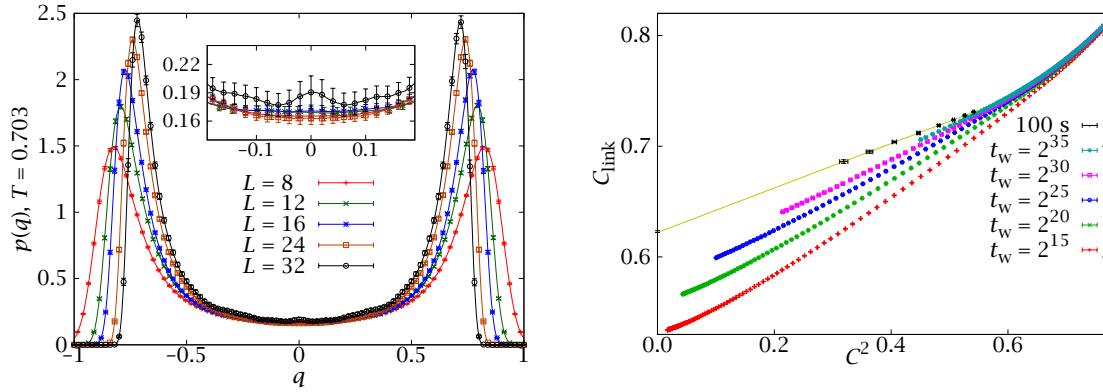 p(q), T = 0.703
2.5
2
1.5
1
0.5
0
0.22
0.19
0.16
−0.1 0 0.1
L = 8
L = 12
L = 16
L = 24
L = 32
−1 −0.5 0 0.5 1
q
C_link
0.8
0.7
0.6
100 s
t_w = 2^35
t_w = 2^30
t_w = 2^25
t_w = 2^20
t_w = 2^15
0.0 0.2 0.4 0.6
C^2